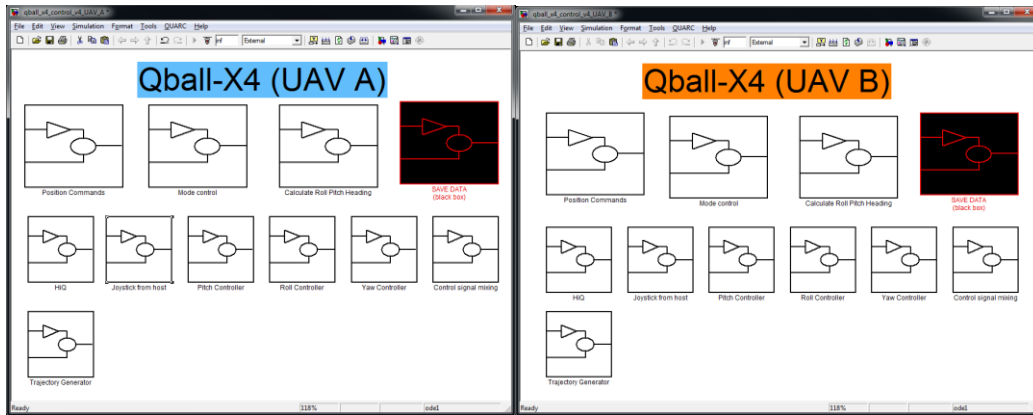 qball_x4_control_v4_UAV_A *
File Edit View Simulation Format Tools QUARC Help
inf External
Qball-X4 (UAV A)
Position Commands Mode control Calculate Roll Pitch Heading SAVE DATA
(black box)
HiQ Joystick from host Pitch Controller Roll Controller Yaw Controller Control signal mixing
Trajectory Generator
Ready 118% ode1
qball_x4_control_v4_UAV_B *
File Edit View Simulation Format Tools QUARC Help
inf External
Qball-X4 (UAV B)
Position Commands Mode control Calculate Roll Pitch Heading SAVE DATA
(black box)
HiQ Joystick from host Pitch Controller Roll Controller Yaw Controller Control signal mixing
Trajectory Generator
Ready 118% ode1